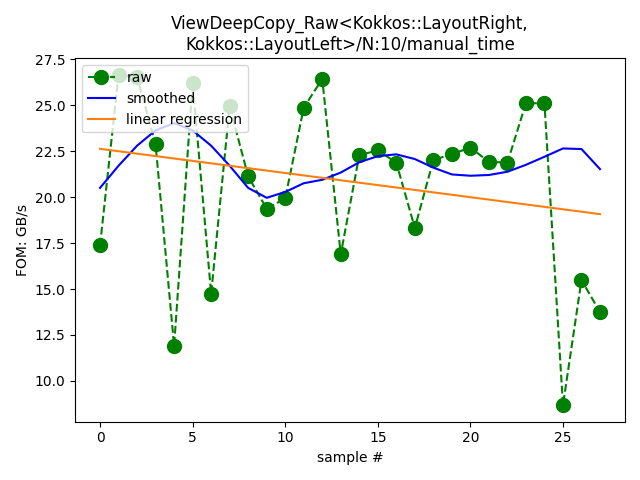 ViewDeepCopy_Raw<Kokkos::LayoutRight,
Kokkos::LayoutLeft>/N:10/manual_time
27.5
25.0
22.5
20.0
17.5
15.0
12.5
10.0
FOM: GB/s
raw
smoothed
linear regression
0 5 10 15 20 25
sample #